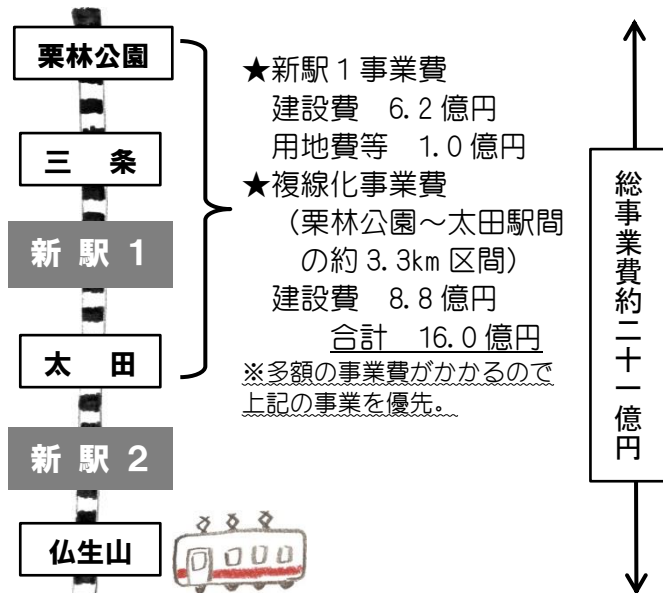 栗林公園
三　条
新 駅 1
太　田
新 駅 2
仏生山
★新駅1事業費
建設費　6.2億円
用地費等　1.0億円
★複線化事業費
（栗林公園～太田駅間
の約3.3km区間）
建設費　8.8億円
合計　16.0億円
※多額の事業費がかかるので
上記の事業を優先。
総事業費約二十一億円